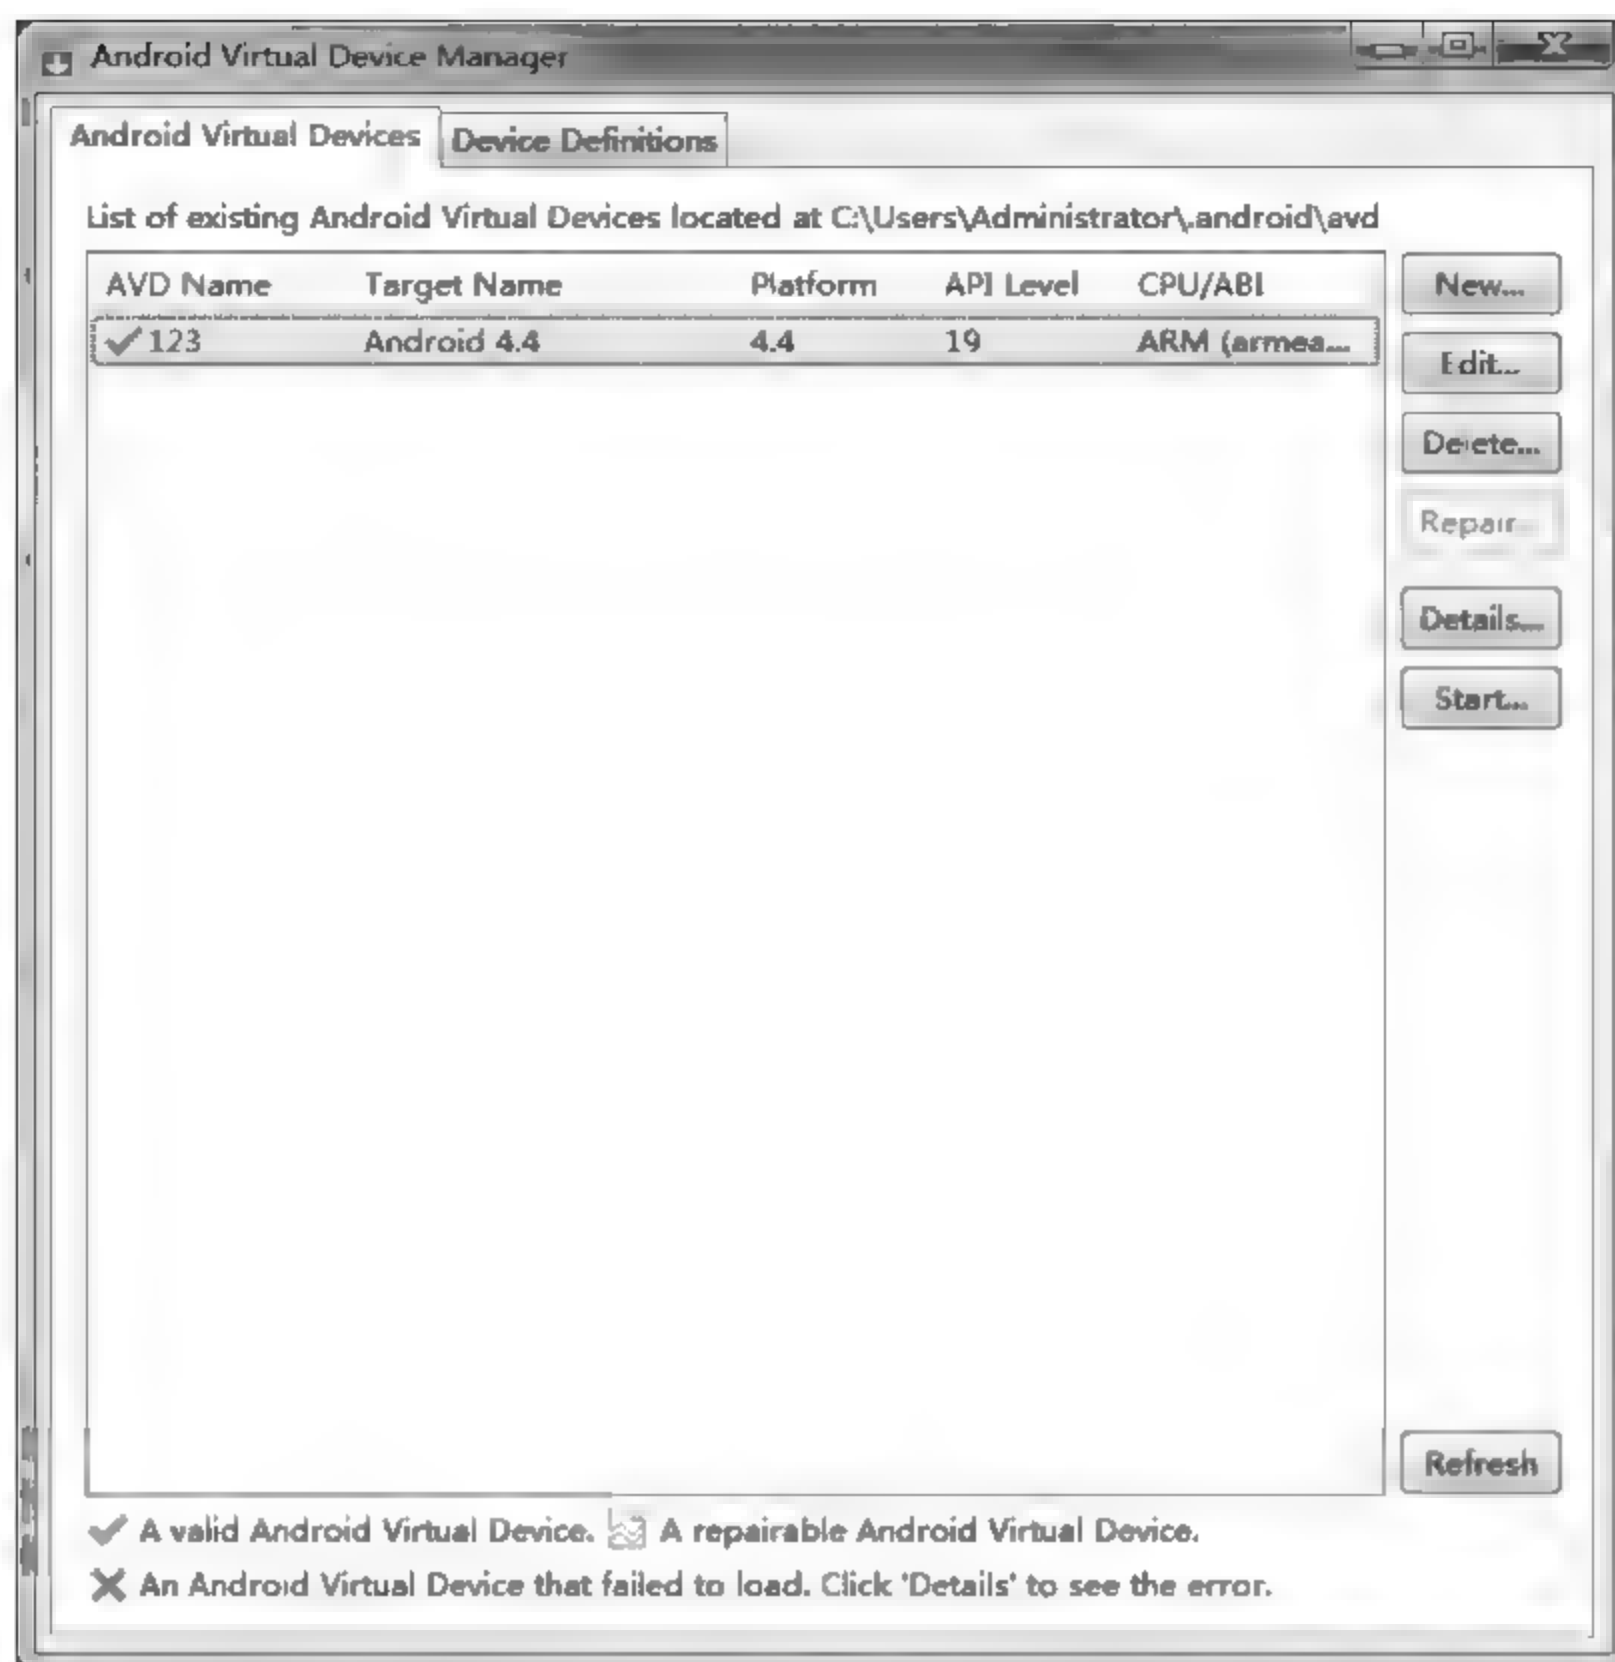 Android Virtual Device Manager
Android Virtual Devices Device Definitions
List of existing Android Virtual Devices located at C:\Users\Administrator\.android\avd
AVD Name Target Name Platform API Level CPU/ABI
123 Android 4.4 4.4 19 ARM (armea...
New...
Edit...
Delete...
Repair...
Details...
Start...
Refresh
A valid Android Virtual Device. A repairable Android Virtual Device.
An Android Virtual Device that failed to load. Click 'Details' to see the error.